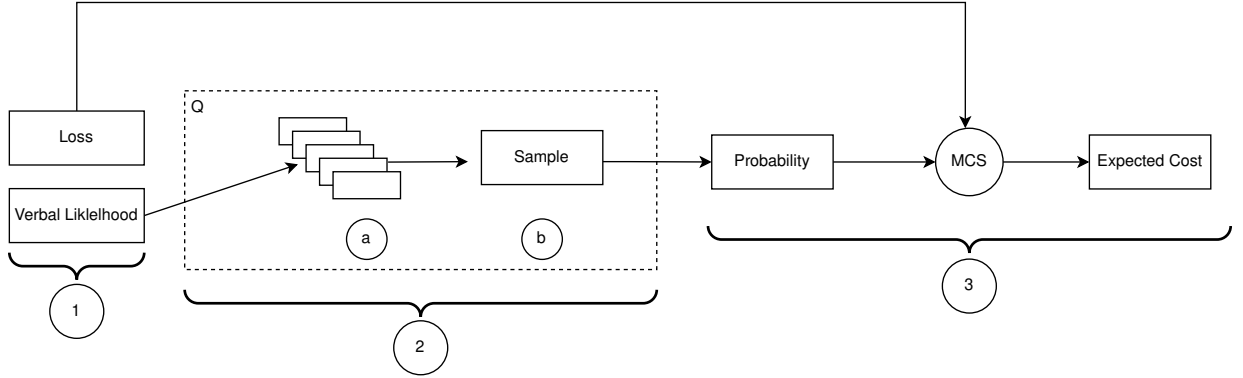 Q
Loss
Sample
Probability
MCS
Expected Cost
Verbal Liklelhood
a
b
1
2
3